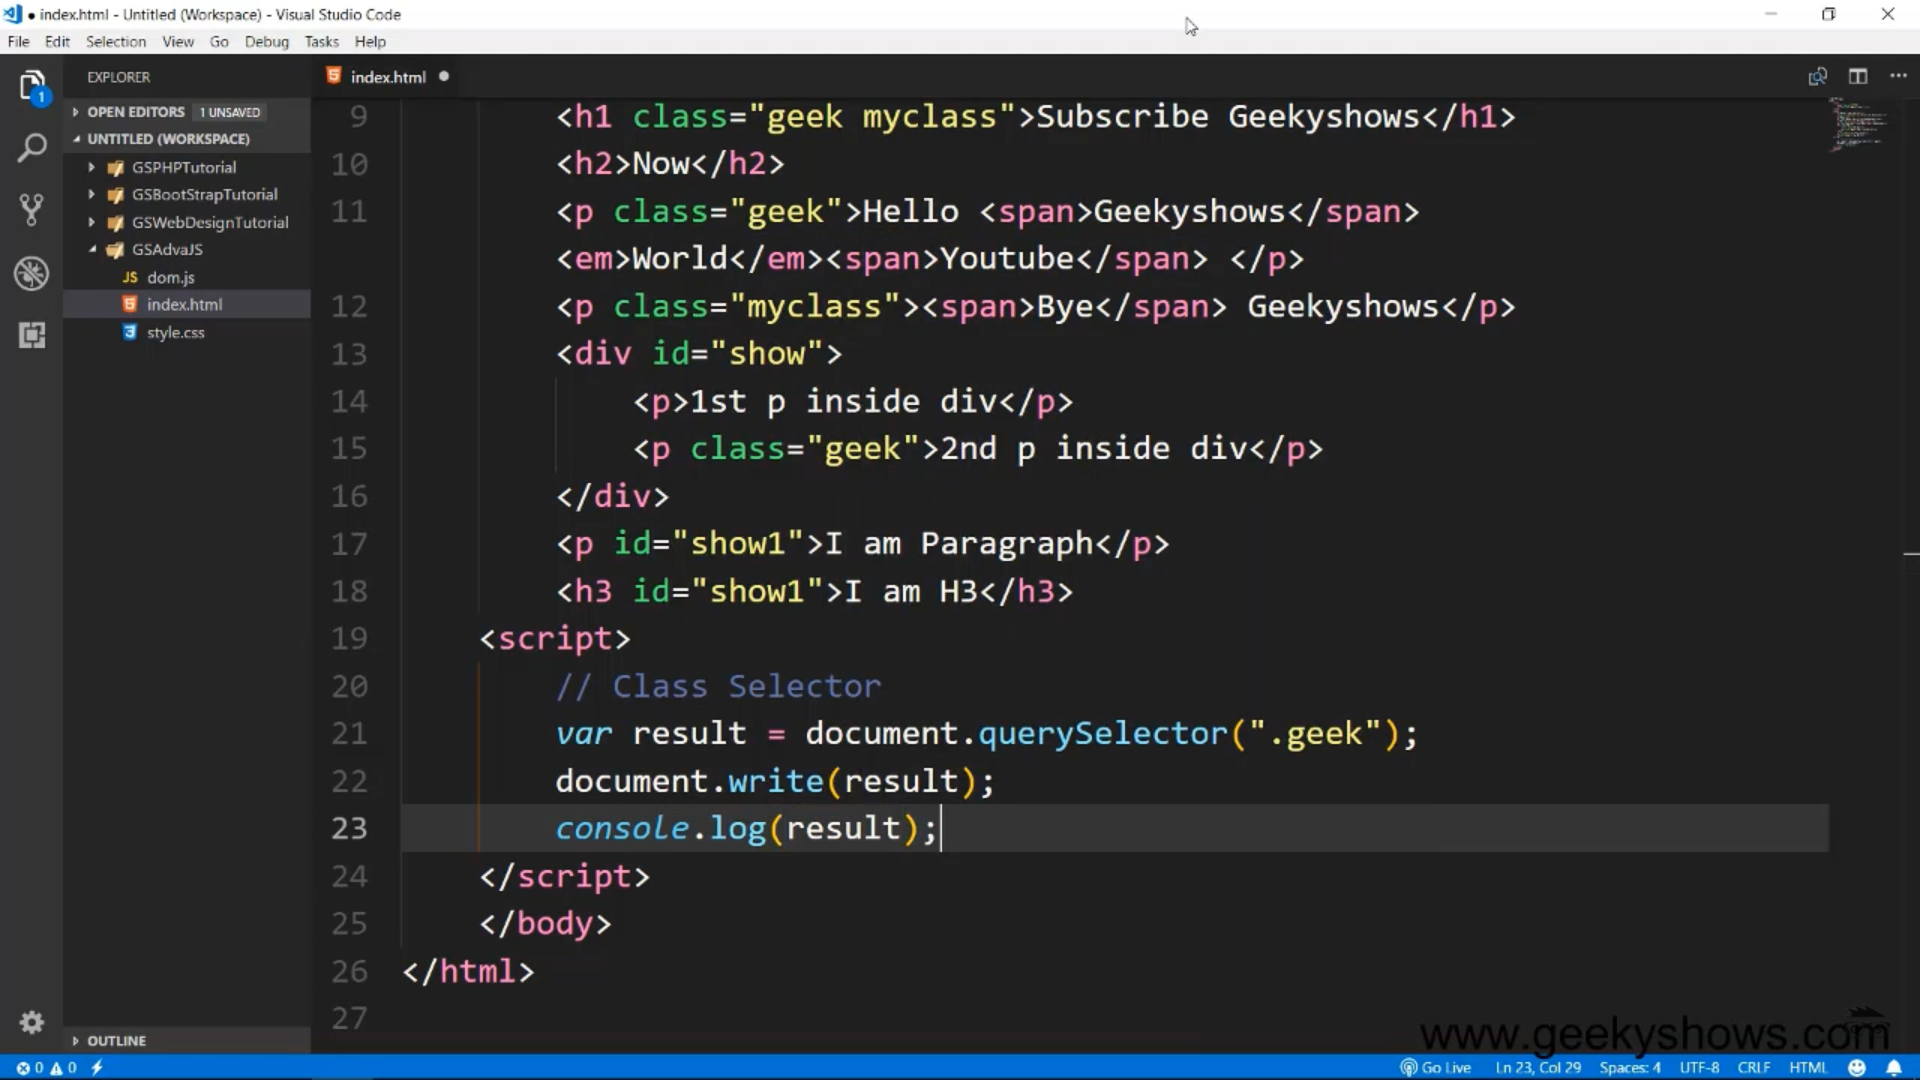 index.html - Untitled (Workspace) - Visual Studio Code
File Edit Selection View Go Debug Tasks Help
1
EXPLORER
OPEN EDITORS 1 UNSAVED
UNTITLED (WORKSPACE)
GSPHPTutorial
GSBootStrapTutorial
GSWebDesignTutorial
GSAdvaJS
JS dom.js
index.html
style.css
OUTLINE
index.html
9 <h1 class="geek myclass">Subscribe Geekyshows</h1>
10 <h2>Now</h2>
11 <p class="geek">Hello <span>Geekyshows</span>
<em>World</em><span>Youtube</span> </p>
12 <p class="myclass"><span>Bye</span> Geekyshows</p>
13 <div id="show">
14 <p>1st p inside div</p>
15 <p class="geek">2nd p inside div</p>
16 </div>
17 <p id="show1">I am Paragraph</p>
18 <h3 id="show1">I am H3</h3>
19 <script>
20 // Class Selector
21 var result = document.querySelector(".geek");
22 document.write(result);
23 console.log(result);
24 </script>
25 </body>
26 </html>
27
www.geekyshows.com
0 0 Go Live Ln 23, Col 29 Spaces: 4 UTF-8 CRLF HTML